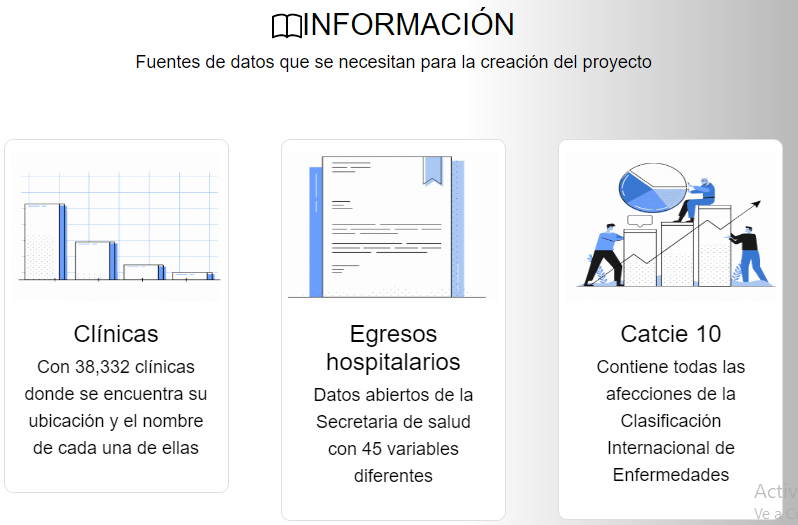 INFORMACIÓN
Fuentes de datos que se necesitan para la creación del proyecto
Clínicas
Con 38,332 clínicas
donde se encuentra su
ubicación y el nombre
de cada una de ellas
Egresos
hospitalarios
Datos abiertos de la
Secretaria de salud
con 45 variables
diferentes
Catcie 10
Contiene todas las
afecciones de la
Clasificación
Internacional de
Enfermedades
Ve a